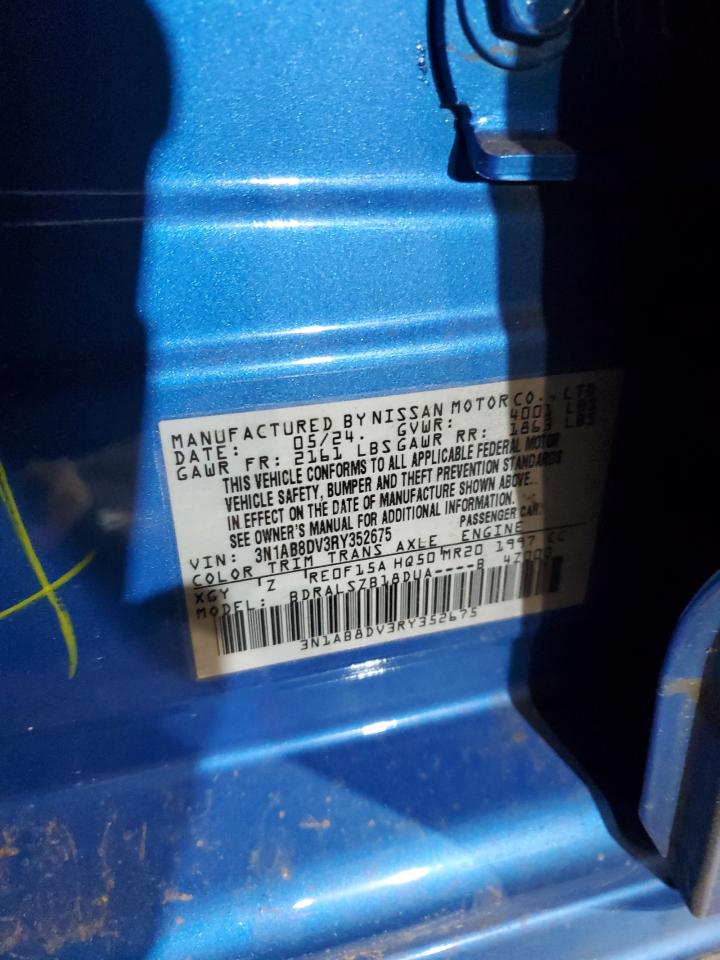 MANUFACTURED BY NISSAN MOTOR CO., LTD
DATE: 05/24. GVWR: 4001 LBS
GAWR FR: 2161 LBS GAWR RR: 1863 LBS
THIS VEHICLE CONFORMS TO ALL APPLICABLE FEDERAL MOTOR
VEHICLE SAFETY, BUMPER AND THEFT PREVENTION STANDARDS
IN EFFECT ON THE DATE OF MANUFACTURE SHOWN ABOVE.
SEE OWNER'S MANUAL FOR ADDITIONAL INFORMATION.
VIN: 3N1AB8DV3RY352675 PASSENGER CAR
COLOR TRIM TRANS AXLE ENGINE
XGY Z RE0F15A HQ50 MR20 1997 CC
MODEL: BDRALSZB18DUA----B 42000
3N1AB8DV3RY352675